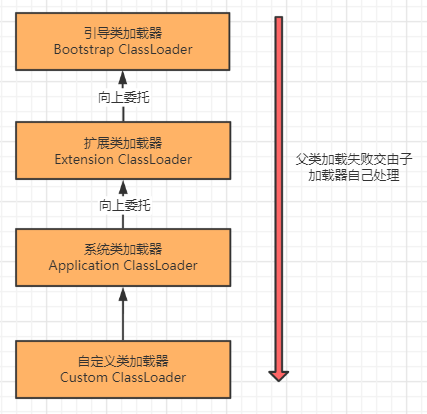 引导类加载器
Bootstrap ClassLoader
向上委托
扩展类加载器
Extension ClassLoader
向上委托
系统类加载器
Application ClassLoader
自定义类加载器
Custom ClassLoader
父类加载失败交由子
加载器自己处理